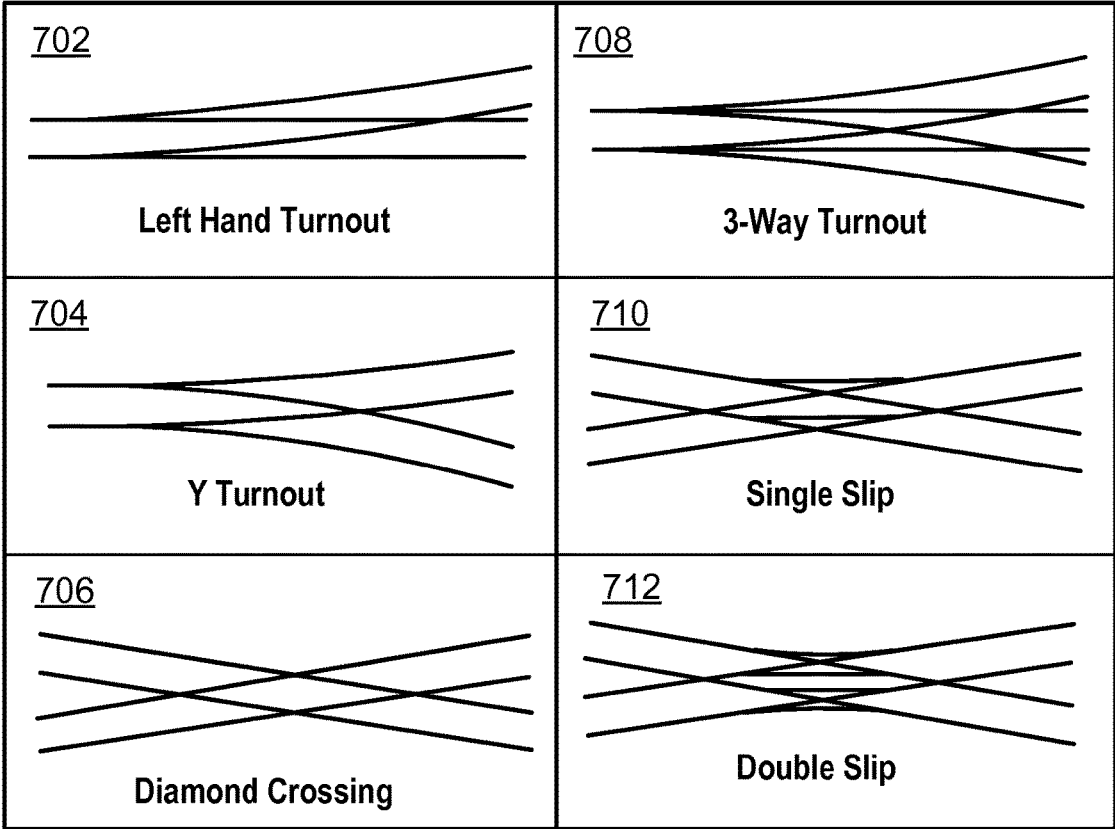 702
Left Hand Turnout
708
3-Way Turnout
704
Y Turnout
710
Single Slip
706
Diamond Crossing
712
Double Slip